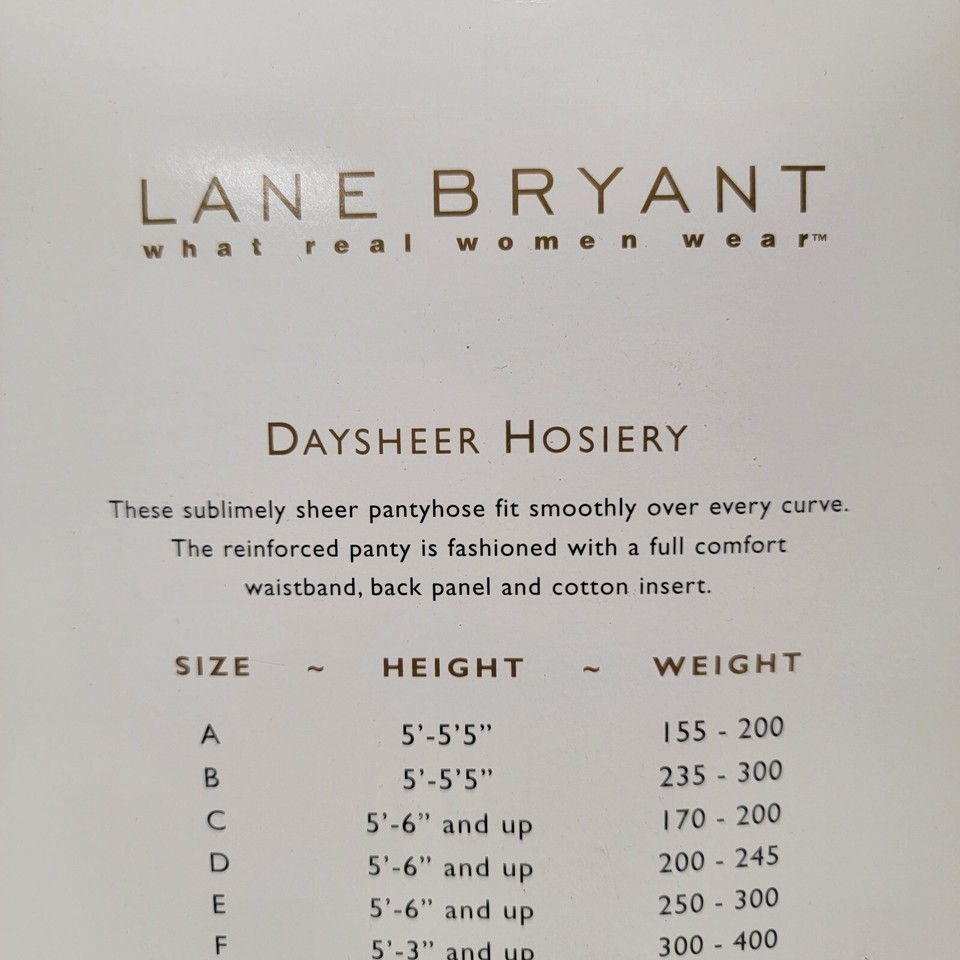 LANE BRYANT
what real women wear™
DAYSHEER HOSIERY
These sublimely sheer pantyhose fit smoothly over every curve.
The reinforced panty is fashioned with a full comfort
waistband, back panel and cotton insert.
SIZE ~ HEIGHT ~ WEIGHT
A 5'-5'5” 155 - 200
B 5'-5'5” 235 - 300
C 5'-6” and up 170 - 200
D 5'-6” and up 200 - 245
E 5'-6” and up 250 - 300
F 5'-3” and up 300 - 400